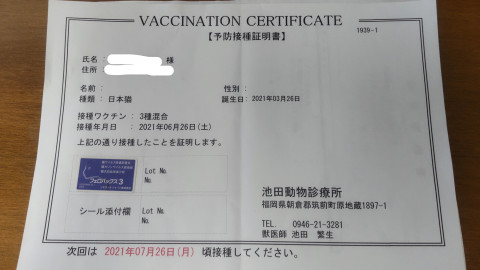 VACCINATION CERTIFICATE
1939-1
【予防接種証明書】
氏名 様
住所
名前 : 性別 :
種類 : 日本猫 誕生日: 2021年03月26日
接種ワクチン : 3種混合
接種年月日 : 2021年06月26日(土)
上記の通り接種したことを証明します。
フェロバックス3
Lot No.
No.
シール添付欄
Lot No.
No.
池田動物診療所
福岡県朝倉郡筑前町原地蔵1897-1
TEL. 0946-21-3281
獣医師 池田 繁生
次回は 2021年07月26日(月) 頃接種してください。